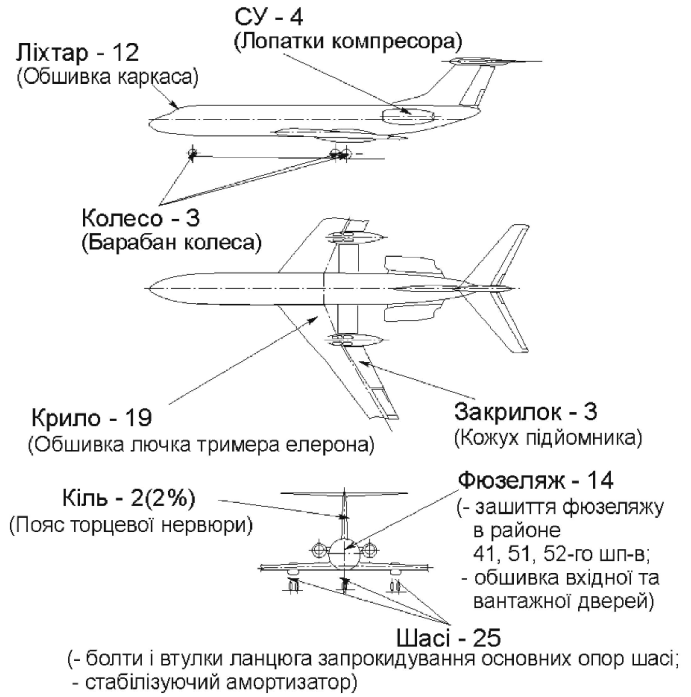 СУ - 4
(Лопатки компресора)
Ліхтар - 12
(Обшивка каркаса)
Колесо - 3
(Барабан колеса)
Крило - 19
(Обшивка лючка тримера елерона)
Закрилок - 3
(Кожух підйомника)
Кіль - 2(2%)
(Пояс торцевої нервюри)
Фюзеляж - 14
(- зашиття фюзеляжу
в районе
41, 51, 52-го шп-в;
- обшивка вхідної та
вантажної дверей)
Шасі - 25
(- болти і втулки ланцюга запрокидування основних опор шасі;
- стабілізуючий амортизатор)